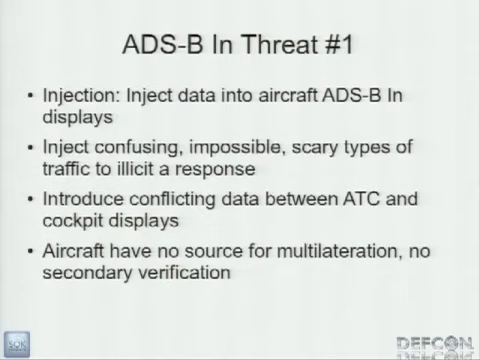 ADS-B In Threat #1
• Injection: Inject data into aircraft ADS-B In
displays
• Inject confusing, impossible, scary types of
traffic to illicit a response
• Introduce conflicting data between ATC and
cockpit displays
• Aircraft have no source for multilateration, no
secondary verification
DEFCON